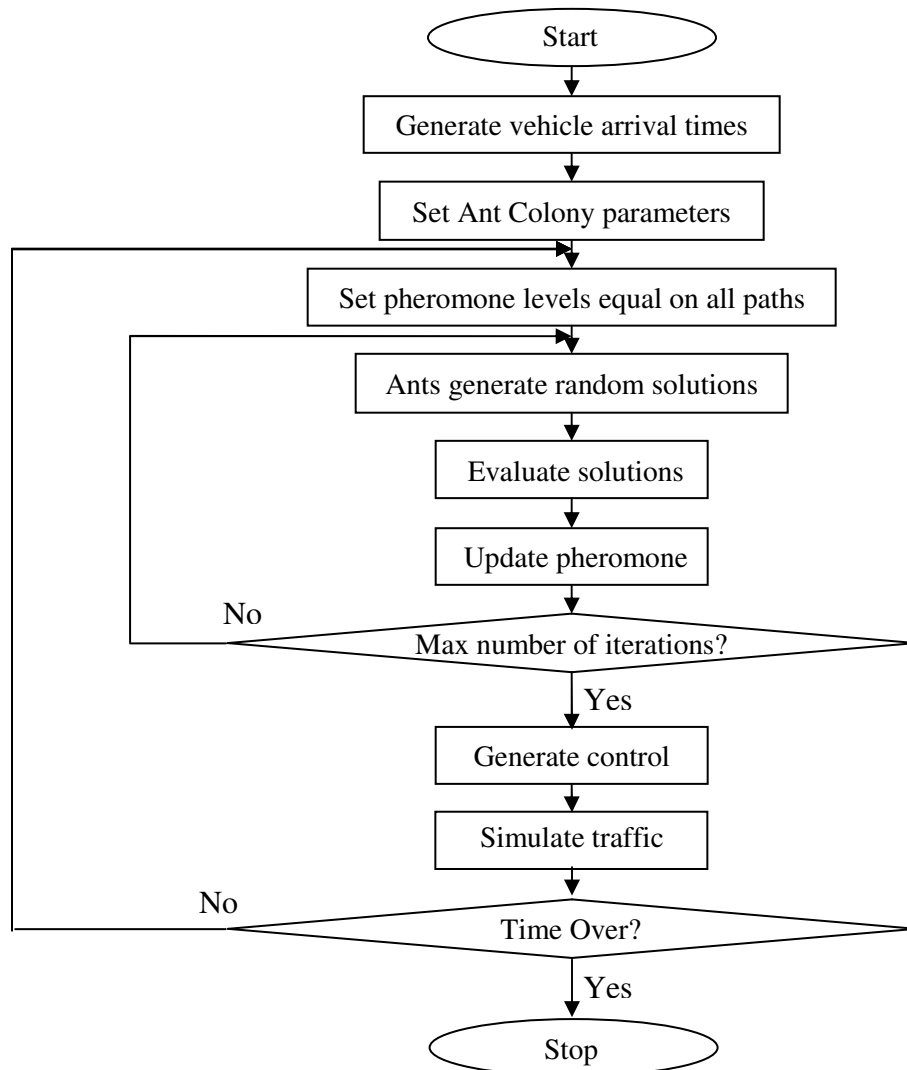 Start
Generate vehicle arrival times
Set Ant Colony parameters
Set pheromone levels equal on all paths
Ants generate random solutions
Evaluate solutions
Update pheromone
No
Max number of iterations?
Yes
Generate control
Simulate traffic
No
Time Over?
Yes
Stop